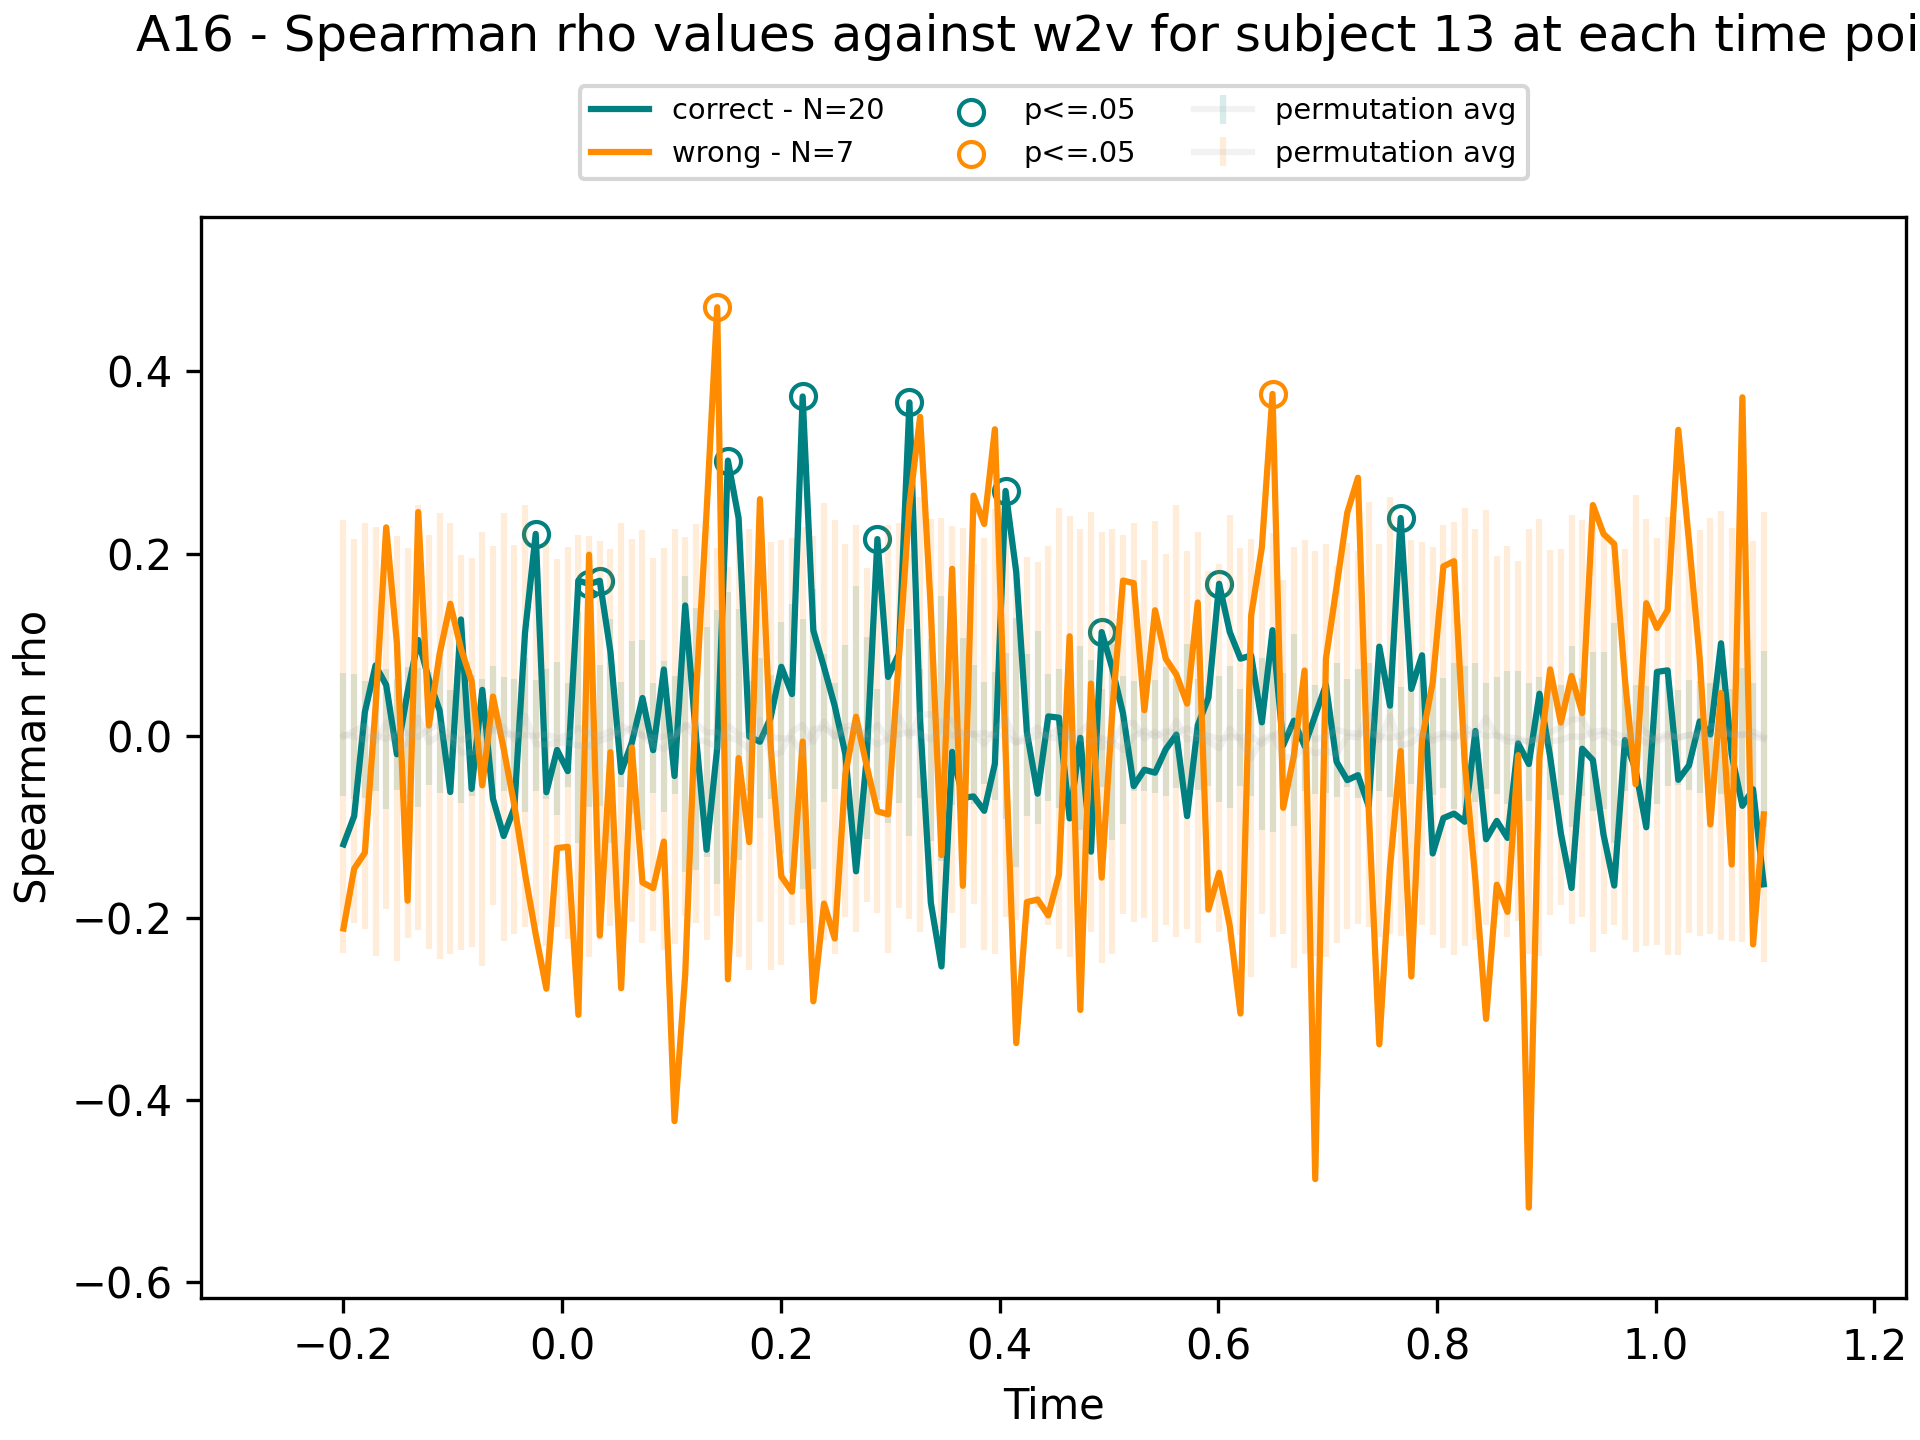 A16 - Spearman rho values against w2v for subject 13 at each time poi
correct - N=20
wrong - N=7
p<=.05
p<=.05
permutation avg
permutation avg
Spearman rho
0.4
0.2
0.0
−0.2
−0.4
−0.6
−0.2 0.0 0.2 0.4 0.6 0.8 1.0 1.2
Time